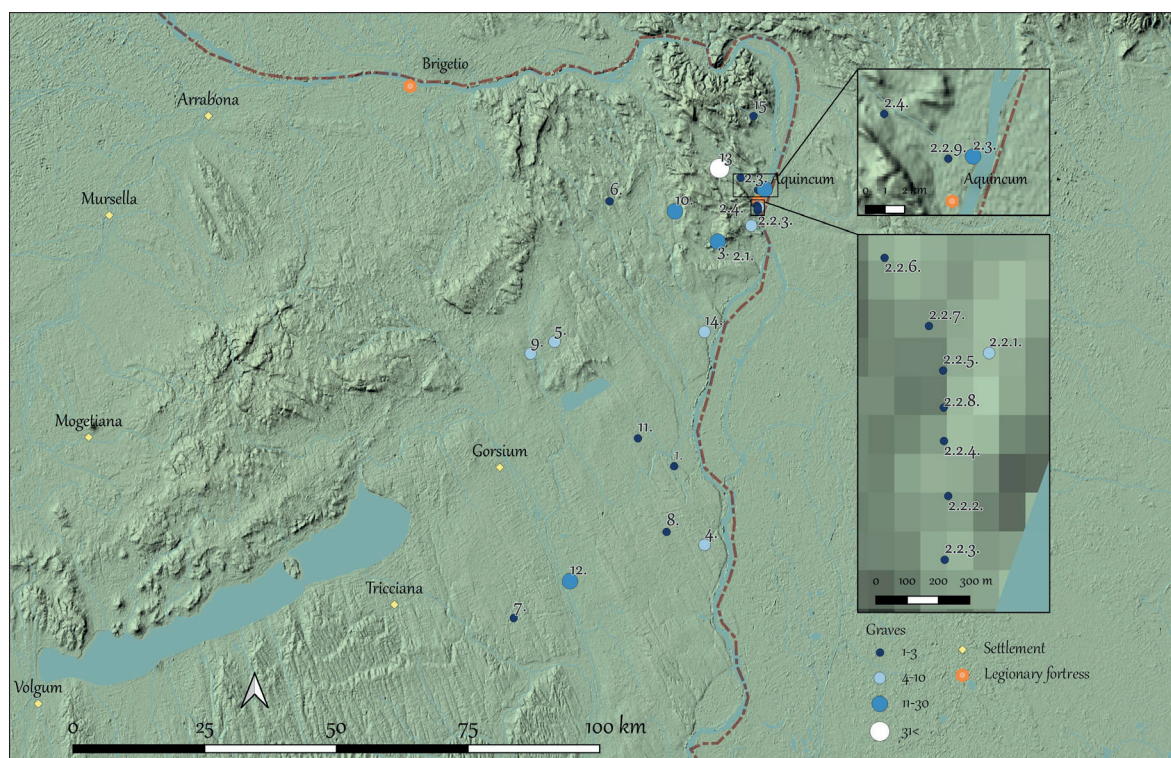 Brigetio
Arrabona
Mursella
Mogetiana
Volgum
Tricciana
Gorsium
Aquincum
15
13
2.3.
6.
10.
2.4.
2.2.3.
3.
2.1.
14.
5.
9.
11.
1.
8.
4.
12.
7.
0 25 50 75 100 km
2.4.
2.2.9.
2.3.
Aquincum
0 1 2 km
2.2.6.
2.2.7.
2.2.1.
2.2.5.
2.2.8.
2.2.4.
2.2.2.
2.2.3.
0 100 200 300 m
Graves
1-3
4-10
11-30
31<
Settlement
Legionary fortress